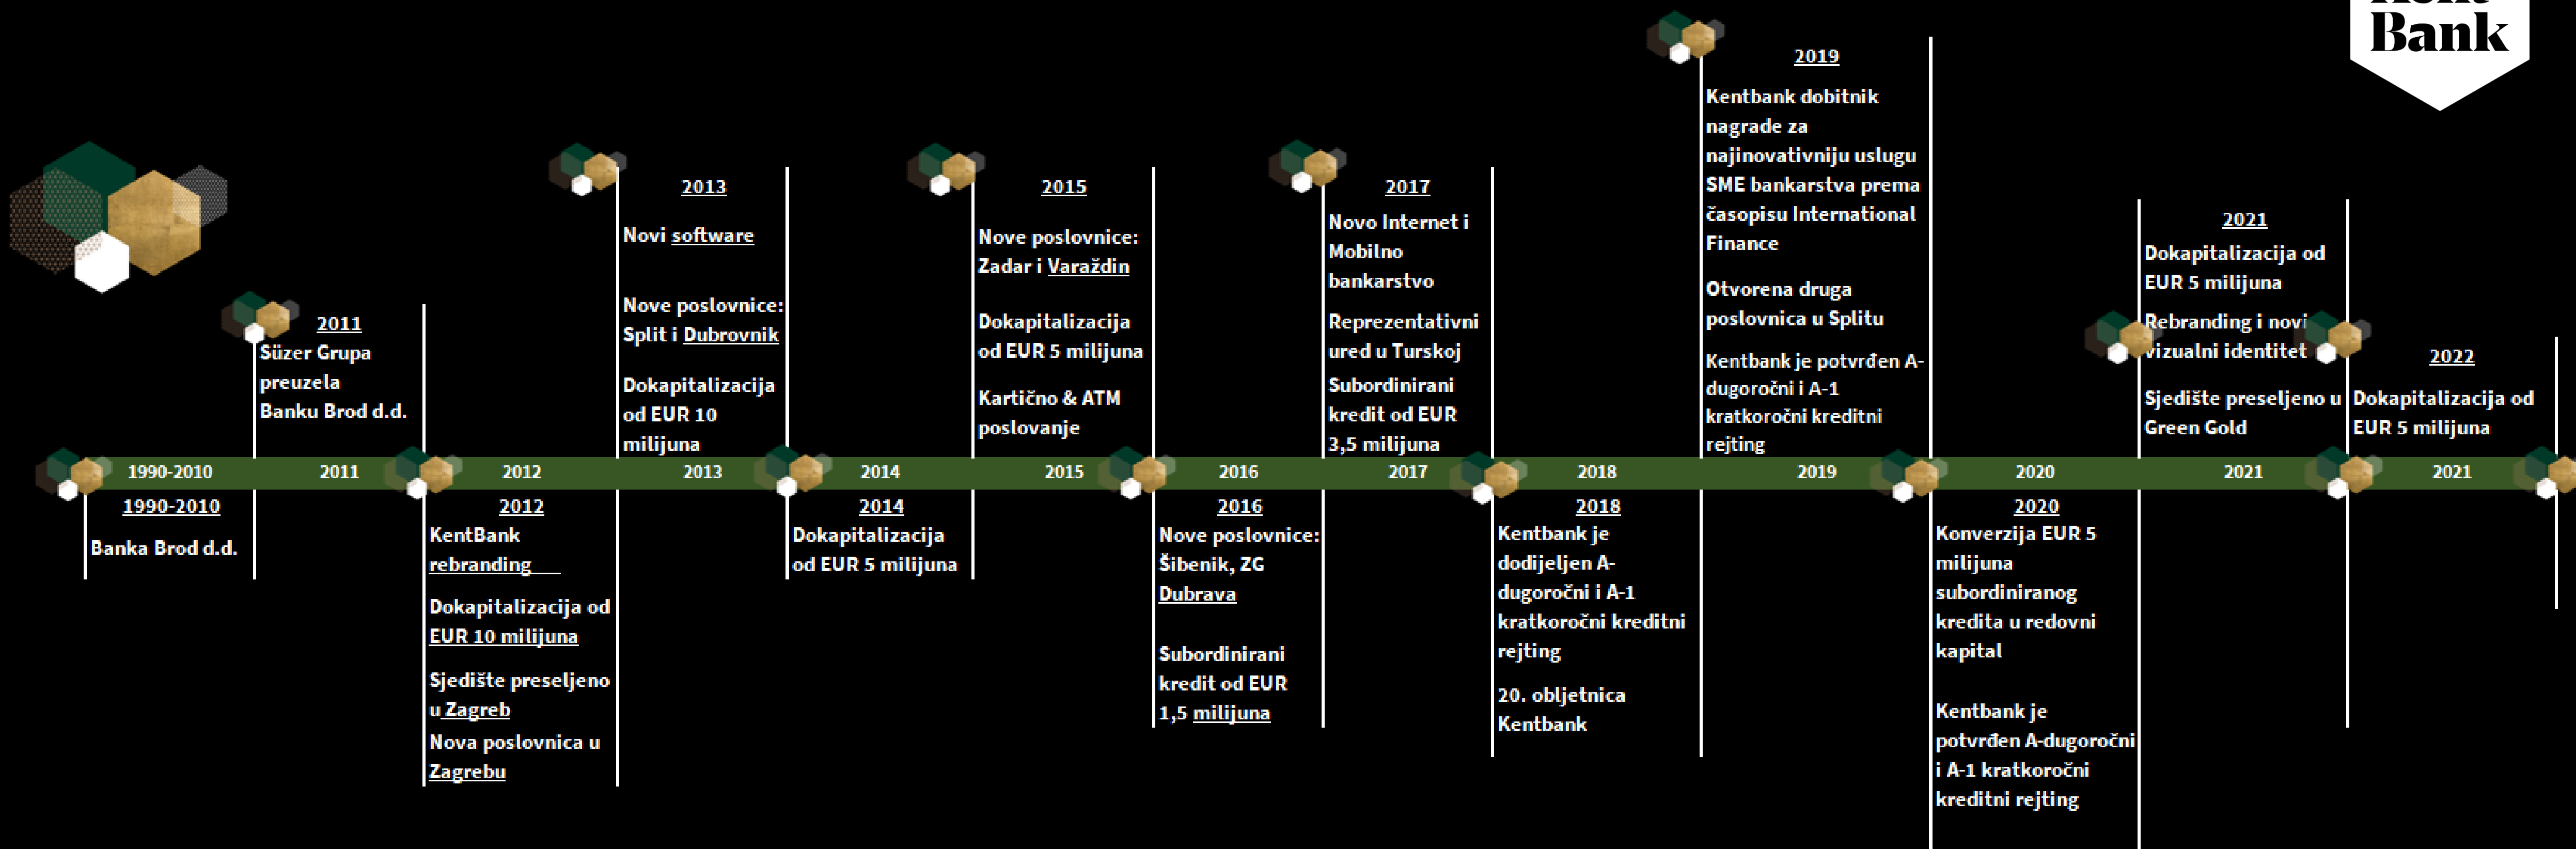 Bank
1990-2010
1990-2010
Banka Brod d.d.
2011
Süzer Grupa
preuzela
Banku Brod d.d.
2011
2012
2012
KentBank
rebranding
Dokapitalizacija od
EUR 10 milijuna
Sjedište preseljeno
u Zagreb
Nova poslovnica u
Zagrebu
2013
Novi software
Nove poslovnice:
Split i Dubrovnik
Dokapitalizacija
od EUR 10
milijuna
2013
2014
2014
Dokapitalizacija
od EUR 5 milijuna
2015
Nove poslovnice:
Zadar i Varaždin
Dokapitalizacija
od EUR 5 milijuna
Kartično & ATM
poslovanje
2015
2016
2016
Nove poslovnice:
Šibenik, ZG
Dubrava
Subordinirani
kredit od EUR
1,5 milijuna
2017
Novo Internet i
Mobilno
bankarstvo
Reprezentativni
ured u Turskoj
Subordinirani
kredit od EUR
3,5 milijuna
2017
2018
2018
Kentbank je
dodijeljen A-
dugoročni i A-1
kratkoročni kreditni
rejting
20. obljetnica
Kentbank
2019
Kentbank dobitnik
nagrade za
najinovativniju uslugu
SME bankarstva prema
časopisu International
Finance
Otvorena druga
poslovnica u Splitu
Kentbank je potvrđen A-
dugoročni i A-1
kratkoročni kreditni
rejting
2019
2020
2020
Konverzija EUR 5
milijuna
subordiniranog
kredita u redovni
kapital
Kentbank je
potvrđen A-dugoročni
i A-1 kratkoročni
kreditni rejting
2021
Dokapitalizacija od
EUR 5 milijuna
Rebranding i novi
vizualni identitet
Sjedište preseljeno u
Green Gold
2021
2022
Dokapitalizacija od
EUR 5 milijuna
2021